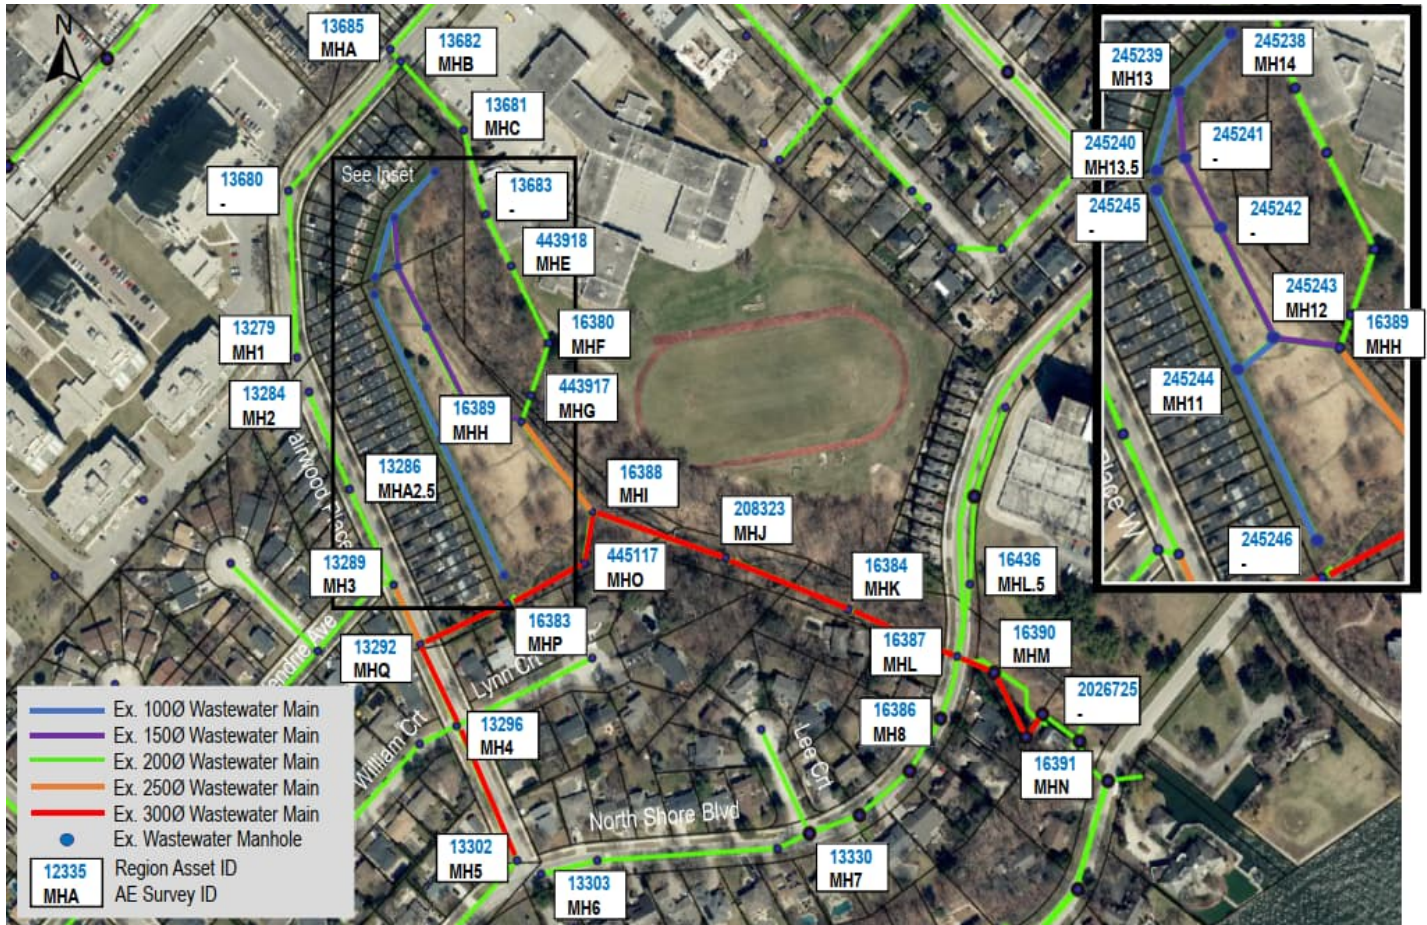 N
13685
MHA
13682
MHB
13681
MHC
See Inset
13680
-
13683
-
443918
MHE
13279
MH1
16380
MHF
13284
MH2
443917
MHG
16389
MHH
13286
MHA2.5
16388
MHI
208323
MHJ
13289
MH3
445117
MHO
16384
MHK
16436
MHL.5
13292
MHQ
16383
MHP
16387
MHL
16390
MHM
2026725
-
13296
MH4
16386
MH8
16391
MHN
13302
MH5
13303
MH6
13330
MH7
Lynn Crt
William Crt
Lee Crt
North Shore Blvd
245239
MH13
245238
MH14
245240
MH13.5
245241
-
245245
-
245242
-
245243
MH12
16389
MHH
245244
MH11
245246
-
Place W
Ex. 100Ø Wastewater Main
Ex. 150Ø Wastewater Main
Ex. 200Ø Wastewater Main
Ex. 250Ø Wastewater Main
Ex. 300Ø Wastewater Main
Ex. Wastewater Manhole
12335
MHA
Region Asset ID
AE Survey ID